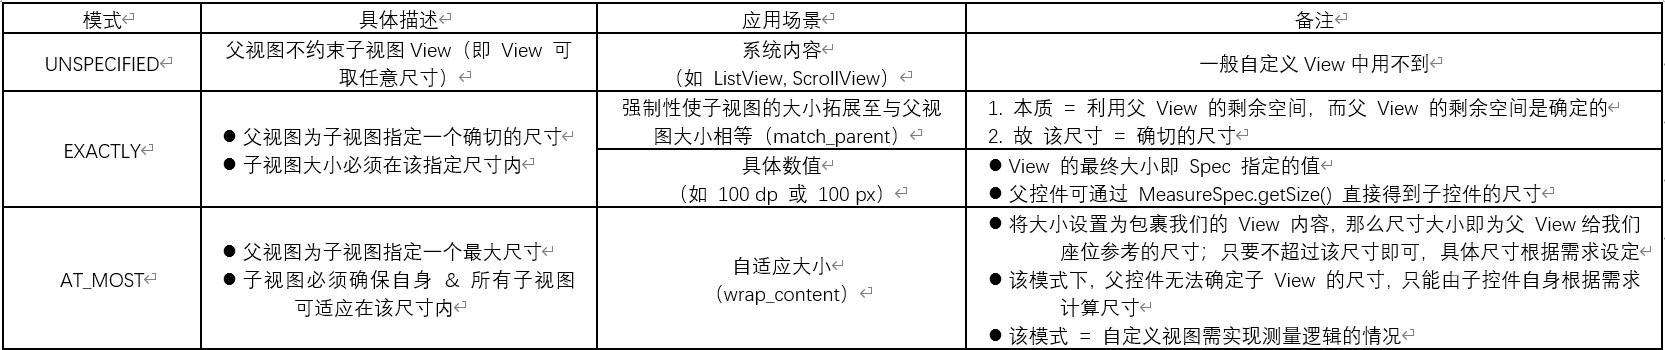 模式
具体描述
应用场景
备注
UNSPECIFIED
父视图不约束子视图 View（即 View 可
取任意尺寸）
系统内容
（如 ListView, ScrollView）
一般自定义 View 中用不到
EXACTLY
● 父视图为子视图指定一个确切的尺寸
● 子视图大小必须在该指定尺寸内
强制性使子视图的大小拓展至与父视
图大小相等（match_parent）
1. 本质 = 利用父 View 的剩余空间，而父 View 的剩余空间是确定的
2. 故 该尺寸 = 确切的尺寸
具体数值
（如 100 dp 或 100 px）
● View 的最终大小即 Spec 指定的值
● 父控件可通过 MeasureSpec.getSize() 直接得到子控件的尺寸
AT_MOST
● 父视图为子视图指定一个最大尺寸
● 子视图必须确保自身 & 所有子视图
可适应在该尺寸内
自适应大小
（wrap_content）
● 将大小设置为包裹我们的 View 内容, 那么尺寸大小即为父 View 给我们
座位参考的尺寸；只要不超过该尺寸即可，具体尺寸根据需求设定
● 该模式下, 父控件无法确定子 View 的尺寸, 只能由子控件自身根据需求
计算尺寸
● 该模式 = 自定义视图需实现测量逻辑的情况